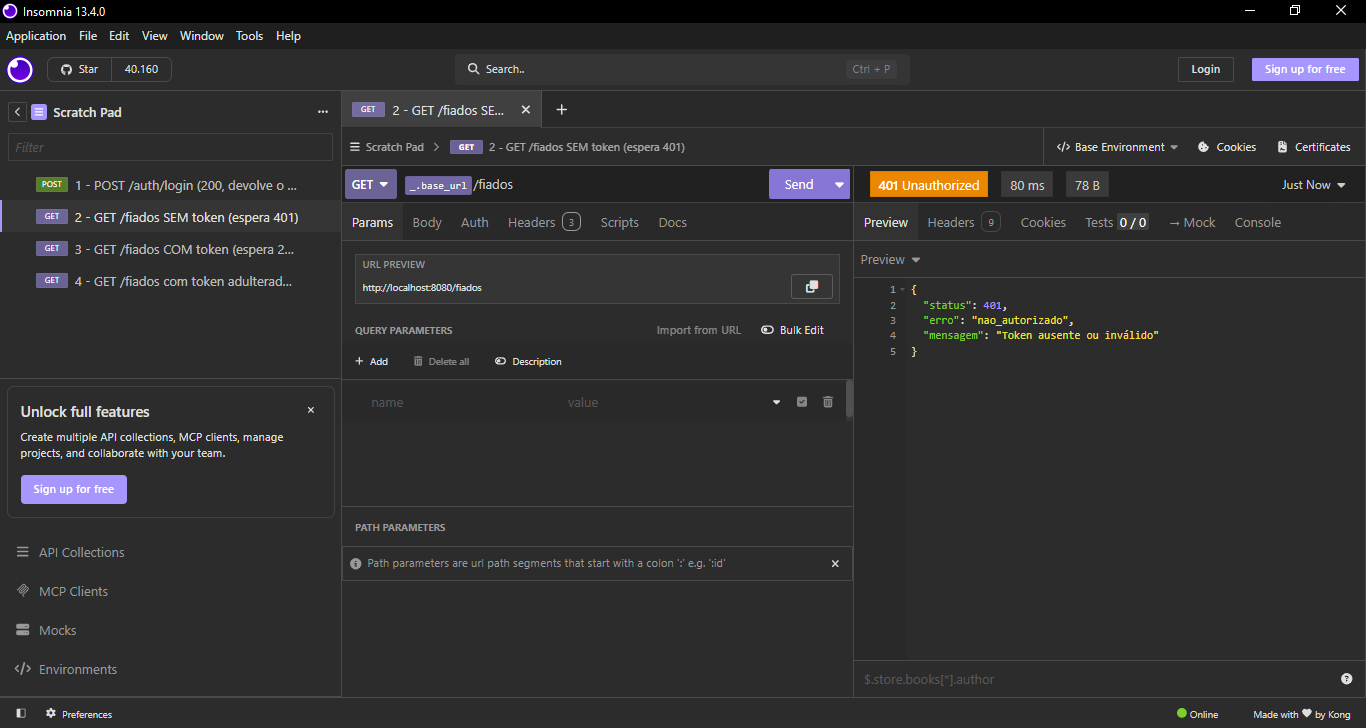 Insomnia 13.4.0
Application File Edit View Window Tools Help
Star 40.160
Search.. Ctrl + P
Login Sign up for free
Scratch Pad
Filter
POST 1 - POST /auth/login (200, devolve o ...
GET 2 - GET /fiados SEM token (espera 401)
GET 3 - GET /fiados COM token (espera 2...
GET 4 - GET /fiados com token adulterad...
Unlock full features
Create multiple API collections, MCP clients, manage
projects, and collaborate with your team.
Sign up for free
API Collections
MCP Clients
Mocks
Environments
GET 2 - GET /fiados SE...
Scratch Pad > GET 2 - GET /fiados SEM token (espera 401)
</> Base Environment Cookies Certificates
GET _.base_url /fiados Send
Params Body Auth Headers 3 Scripts Docs
URL PREVIEW
http://localhost:8080/fiados
QUERY PARAMETERS Import from URL Bulk Edit
+ Add Delete all Description
name value
PATH PARAMETERS
Path parameters are url path segments that start with a colon ':' e.g. ':id'
401 Unauthorized 80 ms 78 B Just Now
Preview Headers 9 Cookies Tests 0 / 0 → Mock Console
Preview
1 {
2 "status": 401,
3 "erro": "nao_autorizado",
4 "mensagem": "Token ausente ou inválido"
5 }
$.store.books[*].author
Preferences
Online Made with ♥ by Kong